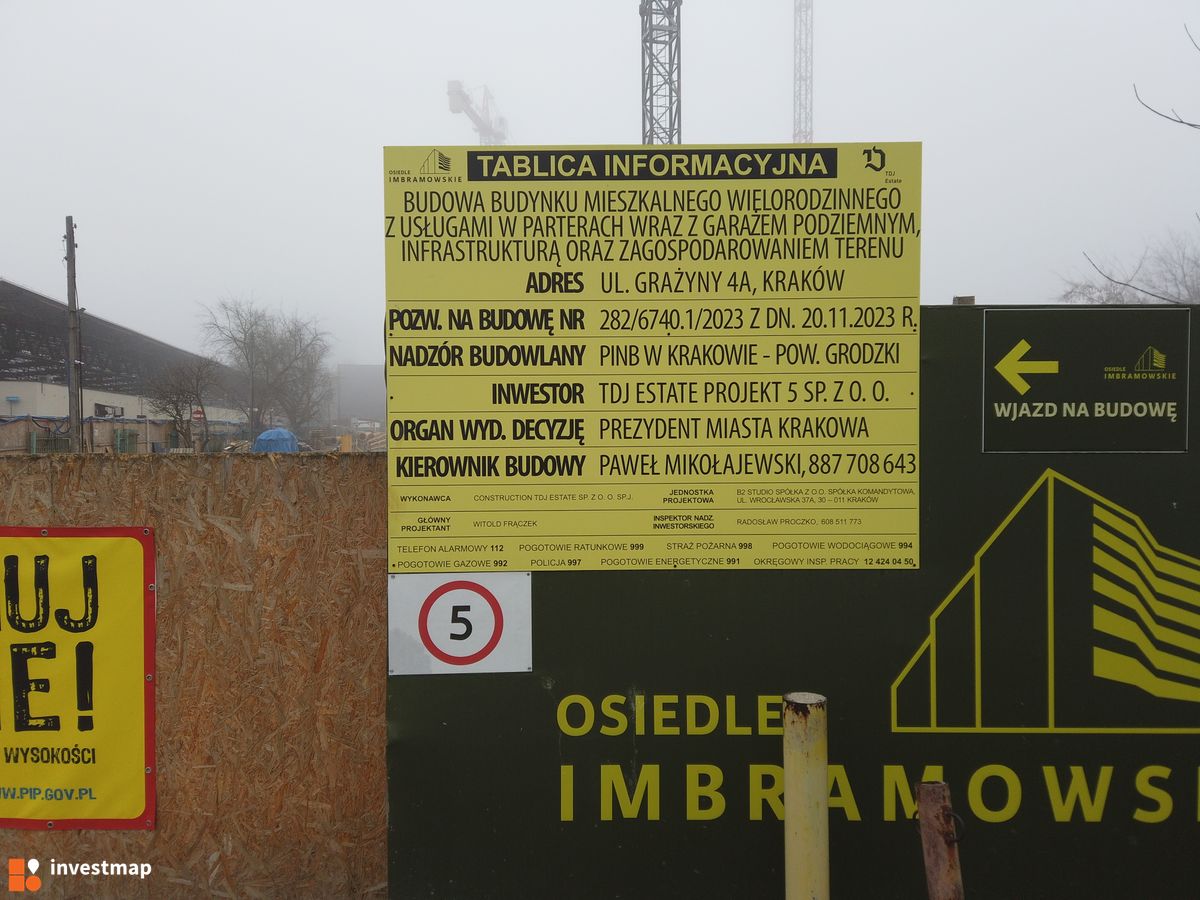 OSIEDLE
IMBRAMOWSKIE
TABLICA INFORMACYJNA
TDJ
Estate
BUDOWA BUDYNKU MIESZKALNEGO WIELORODZINNEGO
Z USŁUGAMI W PARTERACH WRAZ Z GARAŻEM PODZIEMNYM,
INFRASTRUKTURĄ ORAZ ZAGOSPODAROWANIEM TERENU
ADRES UL. GRAŻYNY 4A, KRAKÓW
POZW. NA BUDOWĘ NR 282/6740.1/2023 Z DN. 20.11.2023 R.
NADZÓR BUDOWLANY PINB W KRAKOWIE - POW. GRODZKI
INWESTOR TDJ ESTATE PROJEKT 5 SP. Z O. O.
ORGAN WYD. DECYZJĘ PREZYDENT MIASTA KRAKOWA
KIEROWNIK BUDOWY PAWEŁ MIKOŁAJEWSKI, 887 708 643
WYKONAWCA CONSTRUCTION TDJ ESTATE SP. Z O. O. SP.J.
JEDNOSTKA PROJEKTOWA
B2 STUDIO SPÓŁKA Z O.O. SPÓŁKA KOMANDYTOWA,
UL. WROCŁAWSKA 37A, 30 – 011 KRAKÓW
GŁÓWNY PROJEKTANT WITOLD FRĄCZEK
INSPEKTOR NADZ. INWESTORSKIEGO RADOSŁAW PROCZKO, 608 511 773
TELEFON ALARMOWY 112 POGOTOWIE RATUNKOWE 999 STRAŻ POŻARNA 998 POGOTOWIE WODOCIĄGOWE 994
POGOTOWIE GAZOWE 992 POLICJA 997 POGOTOWIE ENERGETYCZNE 991 OKRĘGOWY INSP. PRACY 12 424 04 50
OSIEDLE
IMBRAMOWSKIE
WJAZD NA BUDOWĘ
5
UJ
E!
WYSOKOŚCI
W.PIP.GOV.PL
OSIEDLE
IMBRAMOWS
investmap